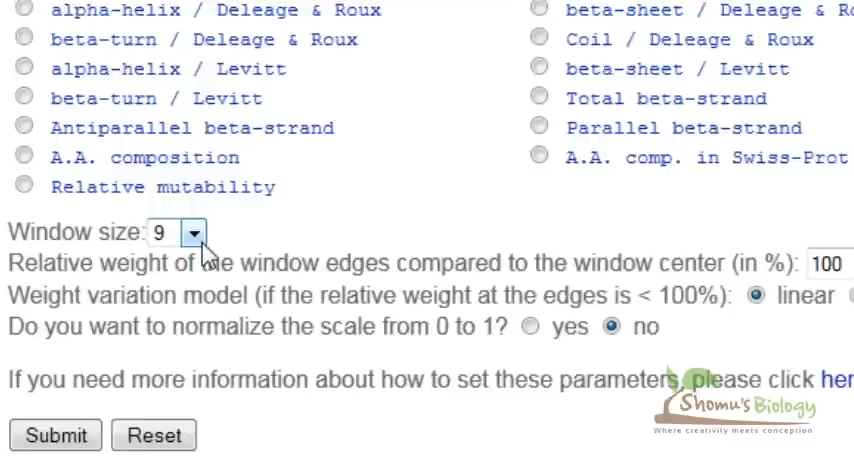 alpha-helix / Deleage & Roux beta-sheet / Deleage & Ro
beta-turn / Deleage & Roux Coil / Deleage & Roux
alpha-helix / Levitt beta-sheet / Levitt
beta-turn / Levitt Total beta-strand
Antiparallel beta-strand Parallel beta-strand
A.A. composition A.A. comp. in Swiss-Prot
Relative mutability
Window size: 9
Relative weight of the window edges compared to the window center (in %): 100
Weight variation model (if the relative weight at the edges is < 100%): linear
Do you want to normalize the scale from 0 to 1? yes no
If you need more information about how to set these parameters, please click her
Shomu's Biology
Where creativity meets conception
Submit Reset